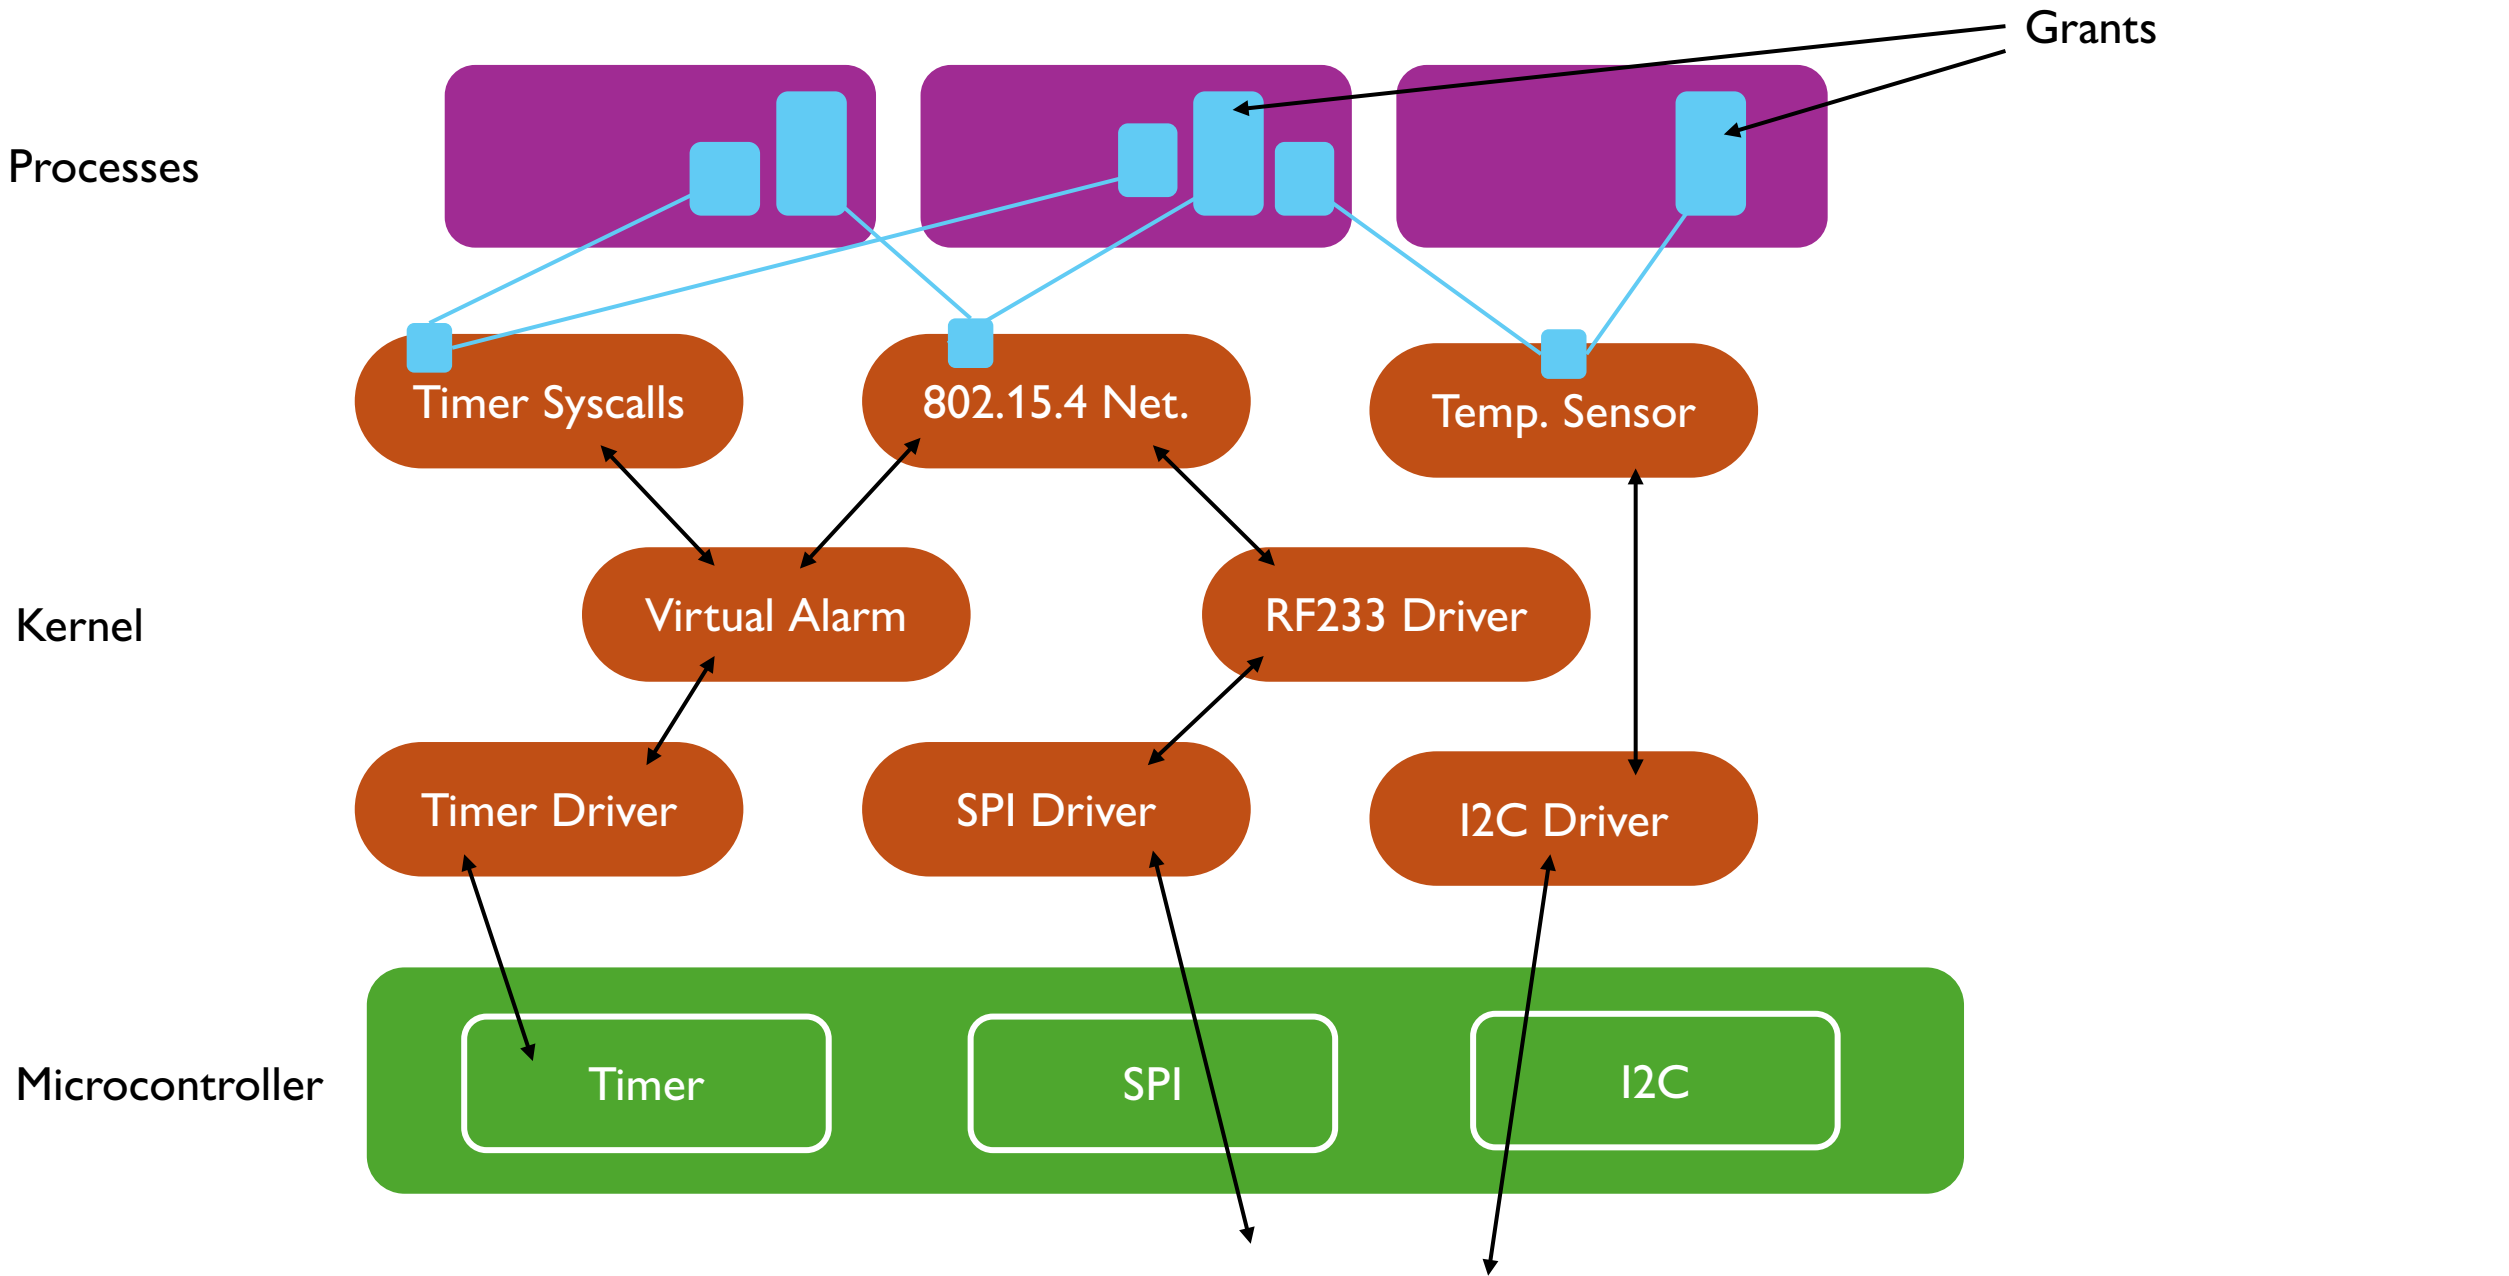 Grants
Processes
Timer Syscalls
802.15.4 Net.
Temp. Sensor
Kernel
Virtual Alarm
RF233 Driver
Timer Driver
SPI Driver
I2C Driver
Microcontroller
Timer
SPI
I2C